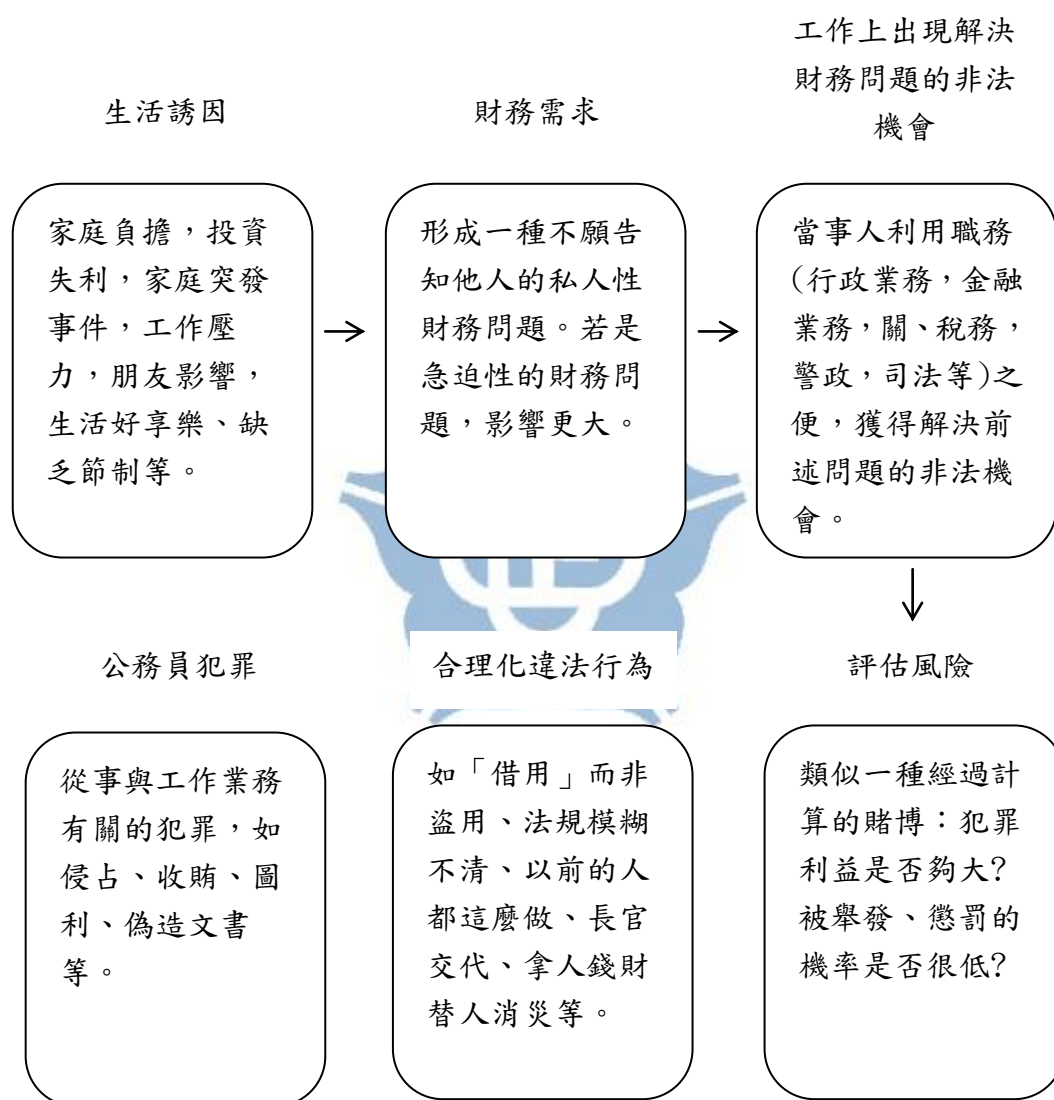 生活誘因
財務需求
工作上出現解決
財務問題的非法
機會
家庭負擔，投資
失利，家庭突發
事件，工作壓
力，朋友影響，
生活好享樂、缺
乏節制等。
形成一種不願告
知他人的私人性
財務問題。若是
急迫性的財務問
題，影響更大。
當事人利用職務
(行政業務，金融
業務，關、稅務，
警政，司法等)之
便，獲得解決前
述問題的非法機
會。
公務員犯罪
合理化違法行為
評估風險
從事與工作業務
有關的犯罪，如
侵占、收賄、圖
利、偽造文書
等。
如「借用」而非
盜用、法規模糊
不清、以前的人
都這麼做、長官
交代、拿人錢財
替人消災等。
類似一種經過計
算的賭博：犯罪
利益是否夠大?
被舉發、懲罰的
機率是否很低?